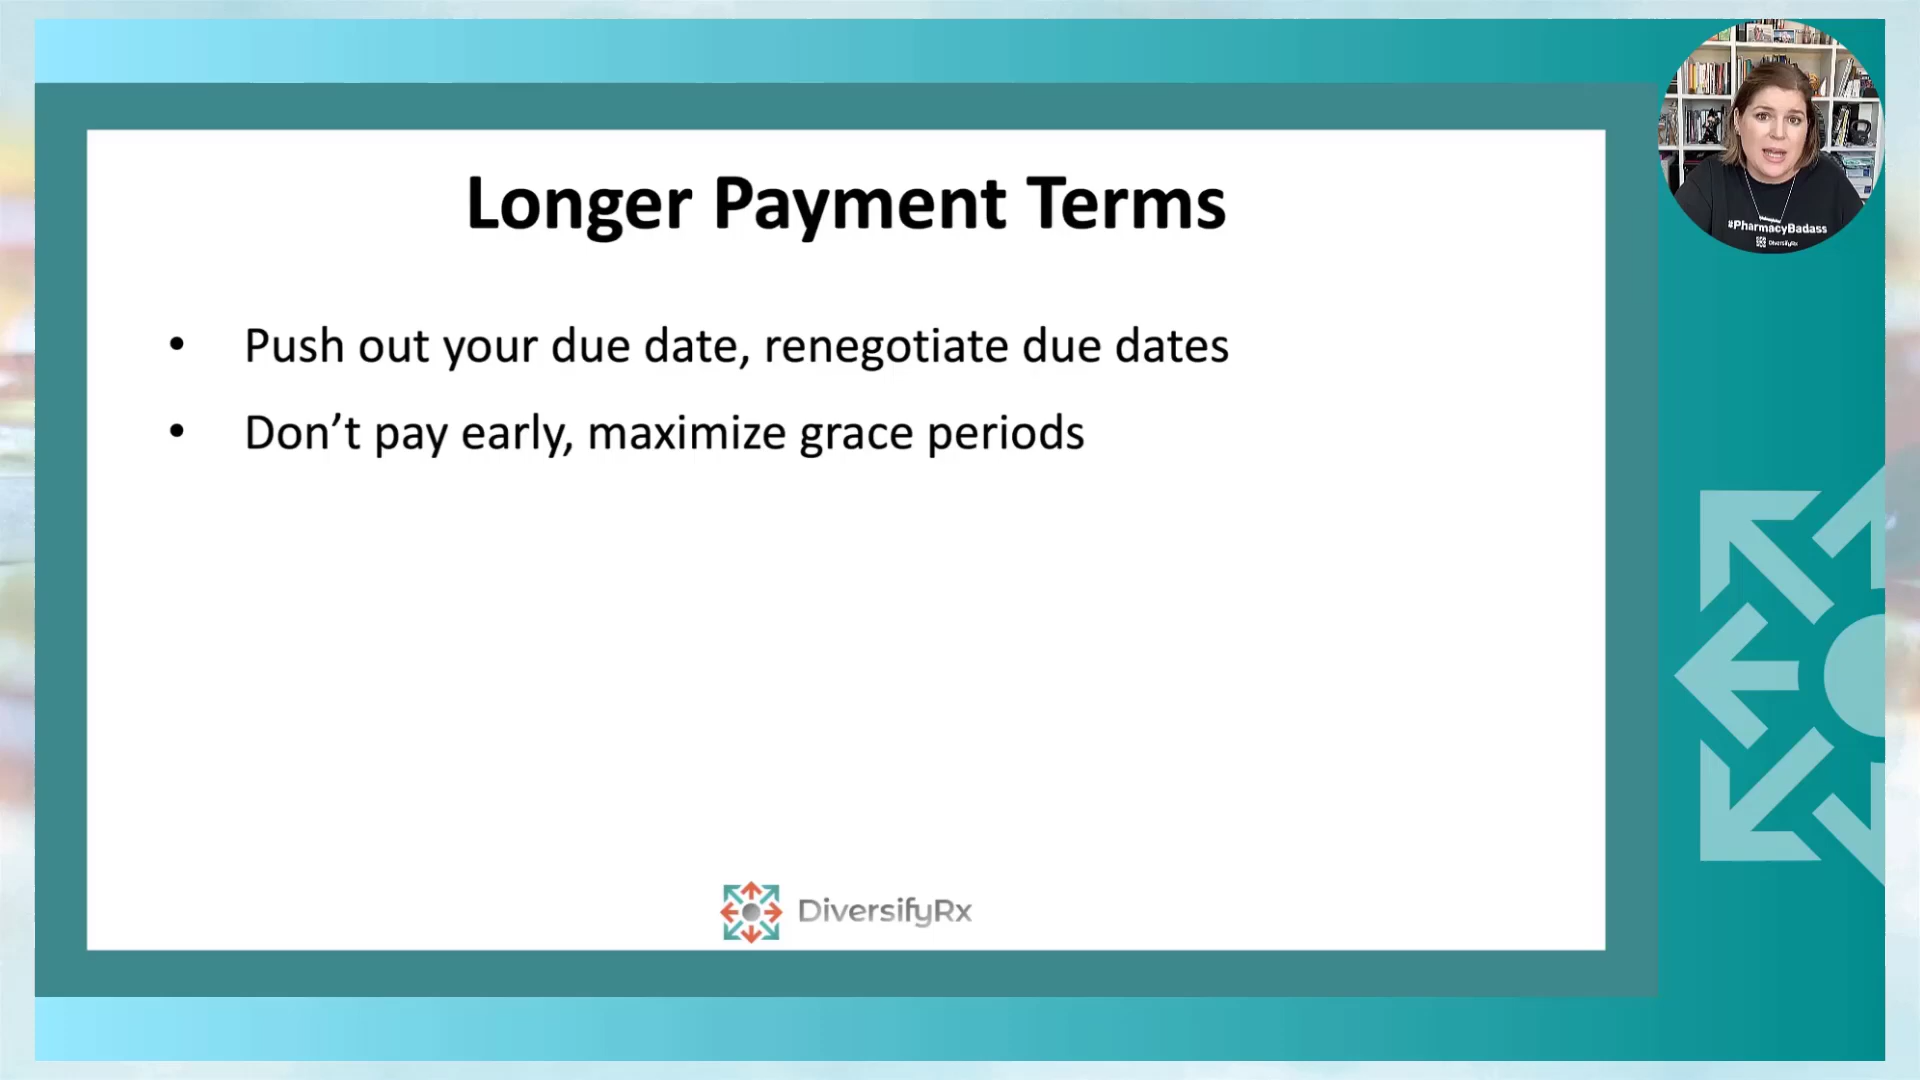 Longer Payment Terms
• Push out your due date, renegotiate due dates
• Don’t pay early, maximize grace periods
DiversifyRx
#PharmacyBadass
DiversifyRx